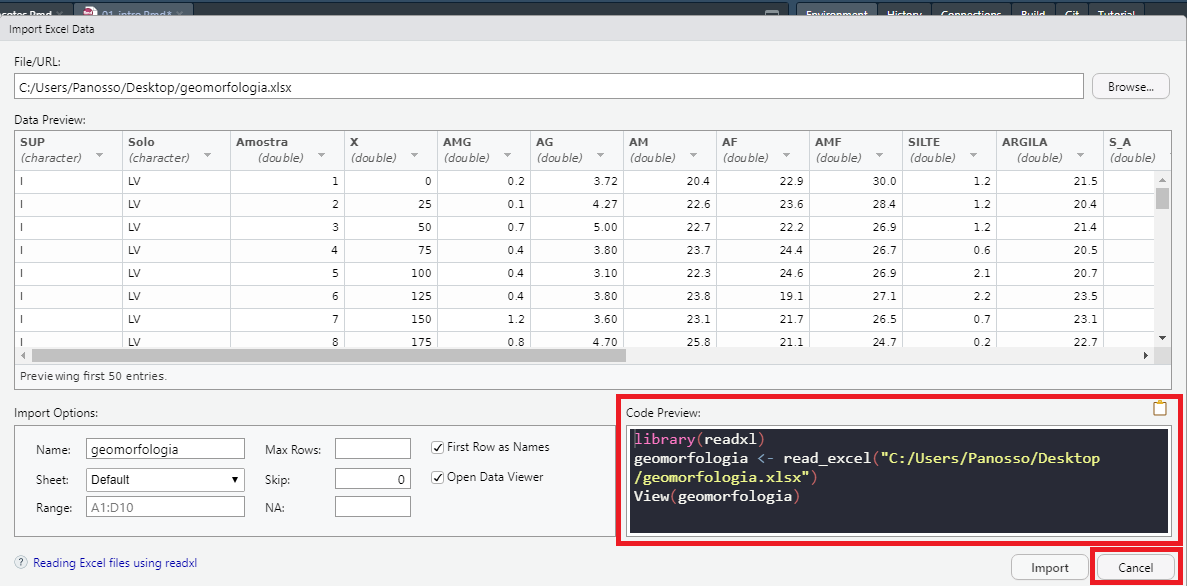 01-intro.Rmd*
Environment History Connections Build Git Tutorial
Import Excel Data
File/URL:
C:/Users/Panosso/Desktop/geomorfologia.xlsx
Browse...
Data Preview:
SUP Solo Amostra X AMG AG AM AF AMF SILTE ARGILA S_A
(character) (character) (double) (double) (double) (double) (double) (double) (double) (double) (double) (double)
I LV 1 0 0.2 3.72 20.4 22.9 30.0 1.2 21.5
I LV 2 25 0.1 4.27 22.6 23.6 28.4 1.2 20.4
I LV 3 50 0.7 5.00 22.7 22.2 26.9 1.2 21.4
I LV 4 75 0.4 3.80 23.7 24.4 26.7 0.6 20.5
I LV 5 100 0.4 3.10 22.3 24.6 26.9 2.1 20.7
I LV 6 125 0.4 3.80 23.8 19.1 27.1 2.2 23.5
I LV 7 150 1.2 3.60 23.1 21.7 26.5 0.7 23.1
I LV 8 175 0.8 4.70 25.8 21.1 24.7 0.2 22.7
Previewing first 50 entries.
Import Options:
Name: geomorfologia
Sheet: Default
Range: A1:D10
Max Rows:
Skip: 0
NA:
First Row as Names
Open Data Viewer
Code Preview:
library(readxl)
geomorfologia <- read_excel("C:/Users/Panosso/Desktop
/geomorfologia.xlsx")
View(geomorfologia)
? Reading Excel files using readxl
Import
Cancel